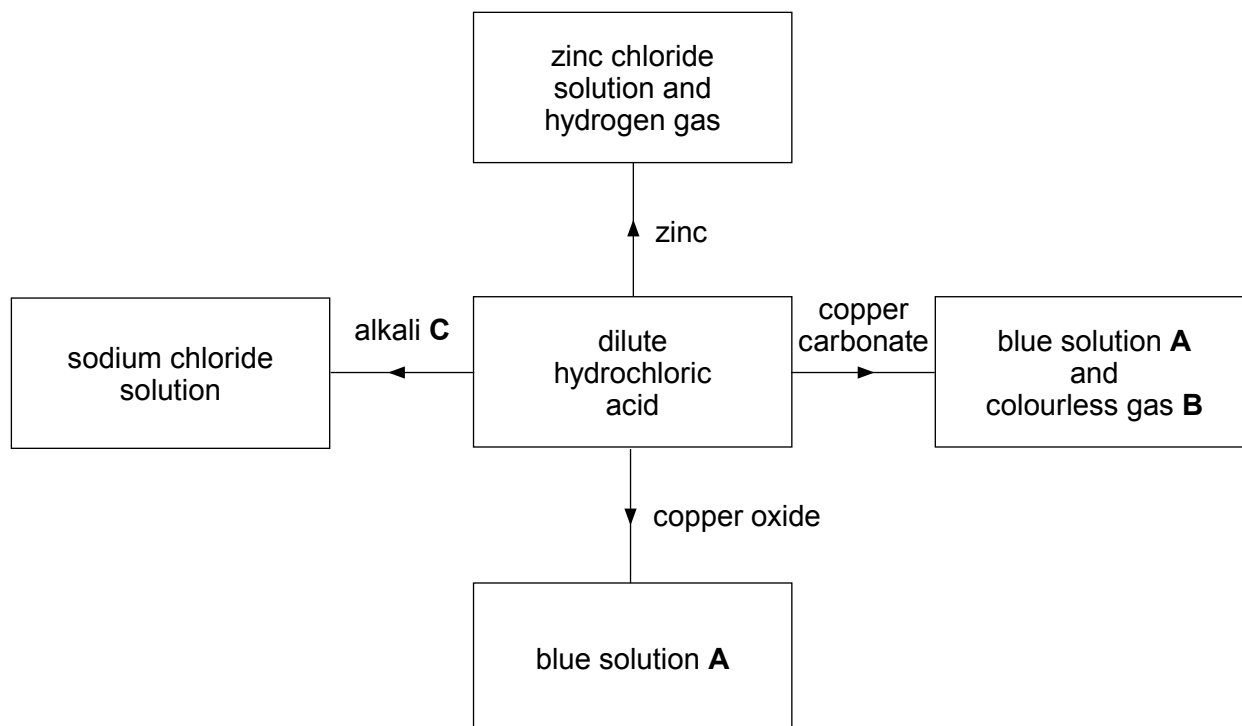 zinc chloride
solution and
hydrogen gas
zinc
sodium chloride
solution
alkali C
dilute
hydrochloric
acid
copper
carbonate
blue solution A
and
colourless gas B
copper oxide
blue solution A